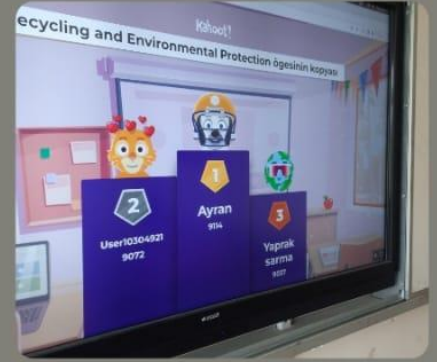 Kahoot!
ecycling and Environmental Protection ögesinin kopyası
1
Ayran
9114
2
User10304921
9072
3
Yaprak
sarma
9037